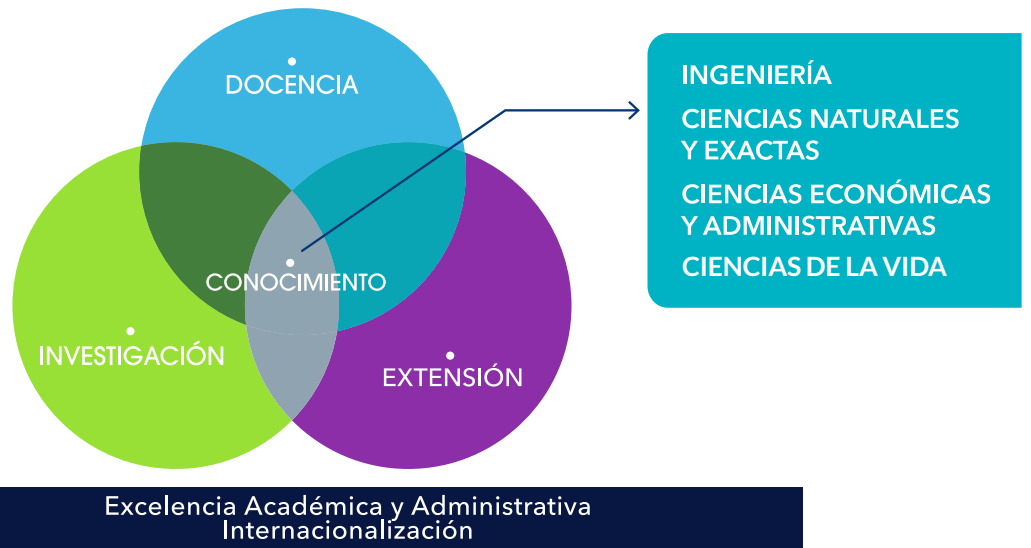 DOCENCIA
CONOCIMIENTO
INVESTIGACIÓN
EXTENSIÓN
INGENIERÍA
CIENCIAS NATURALES
Y EXACTAS
CIENCIAS ECONÓMICAS
Y ADMINISTRATIVAS
CIENCIAS DE LA VIDA
Excelencia Académica y Administrativa
Internacionalización